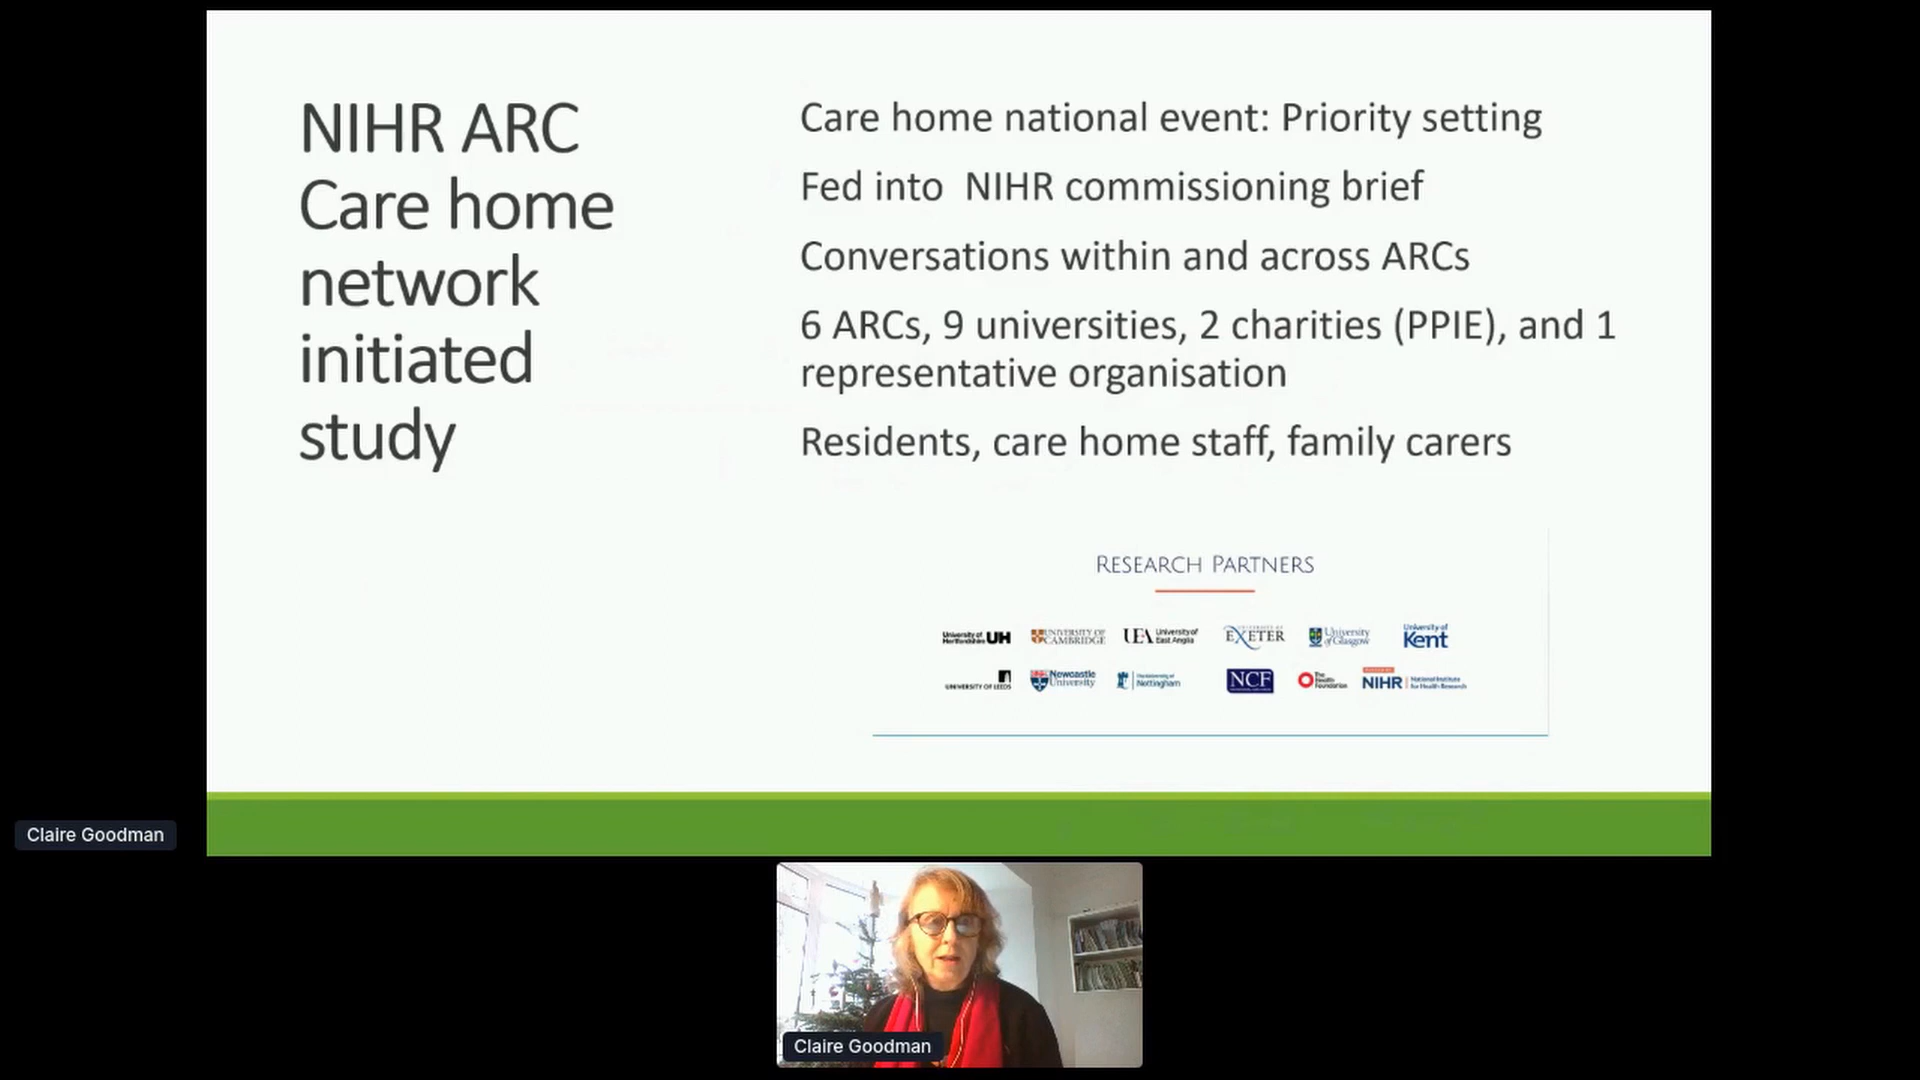 NIHR ARC
Care home
network
initiated
study
Care home national event: Priority setting
Fed into NIHR commissioning brief
Conversations within and across ARCs
6 ARCs, 9 universities, 2 charities (PPIE), and 1
representative organisation
Residents, care home staff, family carers
RESEARCH PARTNERS
University of
Hertfordshire UH
UNIVERSITY OF
CAMBRIDGE
UEA University of
East Anglia
UNIVERSITY OF
EXETER
University
of Glasgow
University of
Kent
UNIVERSITY OF LEEDS
Newcastle
University
The University of
Nottingham
NCF
The
Health
Foundation
NIHR National Institute
for Health Research
Claire Goodman
Claire Goodman